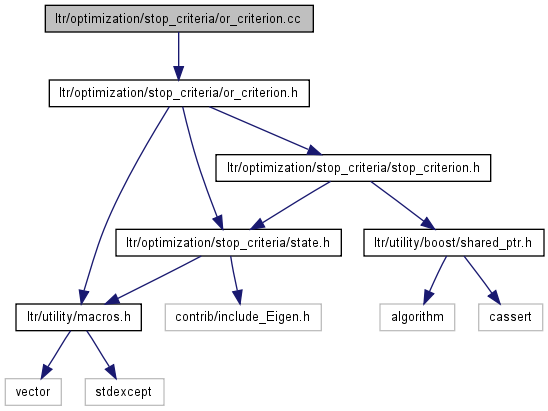 ltr/optimization/stop_criteria/or_criterion.cc
ltr/optimization/stop_criteria/or_criterion.h
ltr/optimization/stop_criteria/stop_criterion.h
ltr/optimization/stop_criteria/state.h
ltr/utility/boost/shared_ptr.h
ltr/utility/macros.h
contrib/include_Eigen.h
algorithm
cassert
vector
stdexcept